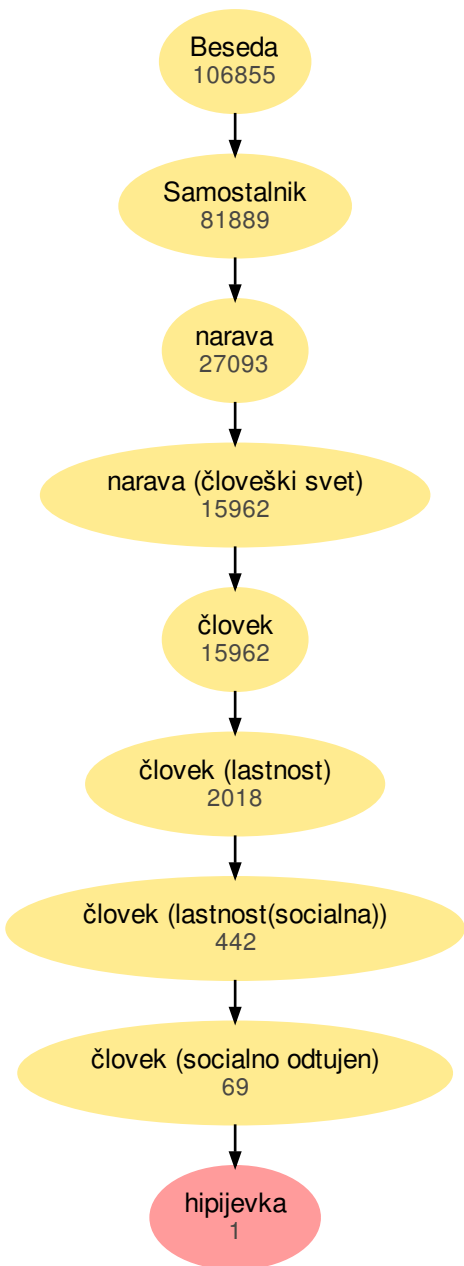 Beseda
106855
Samostalnik
81889
narava
27093
narava (človeški svet)
15962
človek
15962
človek (lastnost)
2018
človek (lastnost(socialna))
442
človek (socialno odtujen)
69
hipijevka
1